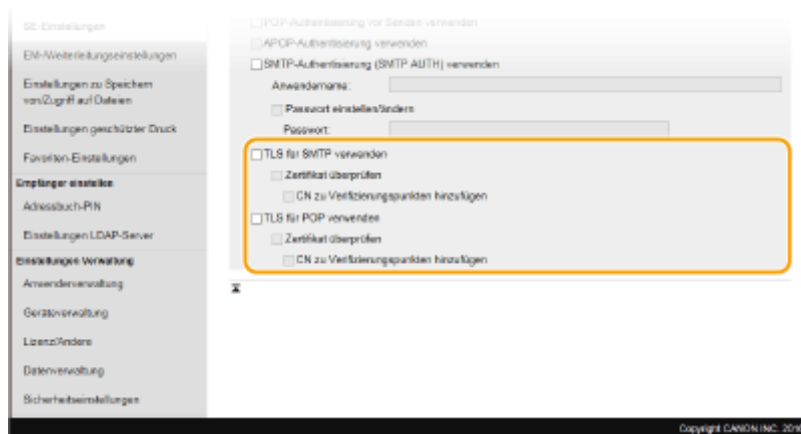 SE-Einstellungen
EM-/Weiterleitungseinstellungen
Einstellungen zu Speichern
von/Zugriff auf Dateien
Einstellungen geschützter Druck
Favoriten-Einstellungen
Empfänger einstellen
Adressbuch-PIN
Einstellungen LDAP-Server
Einstellungen Verwaltung
Anwenderverwaltung
Geräteverwaltung
Lizenz/Andere
Datenverwaltung
Sicherheitseinstellungen
POP-Authentisierung vor Senden verwenden
APOP-Authentisierung verwenden
SMTP-Authentisierung (SMTP AUTH) verwenden
Anwendername:
Passwort einstellen/ändern
Passwort:
TLS für SMTP verwenden
Zertifikat überprüfen
CN zu Verifizierungspunkten hinzufügen
TLS für POP verwenden
Zertifikat überprüfen
CN zu Verifizierungspunkten hinzufügen
Copyright CANON INC. 2016